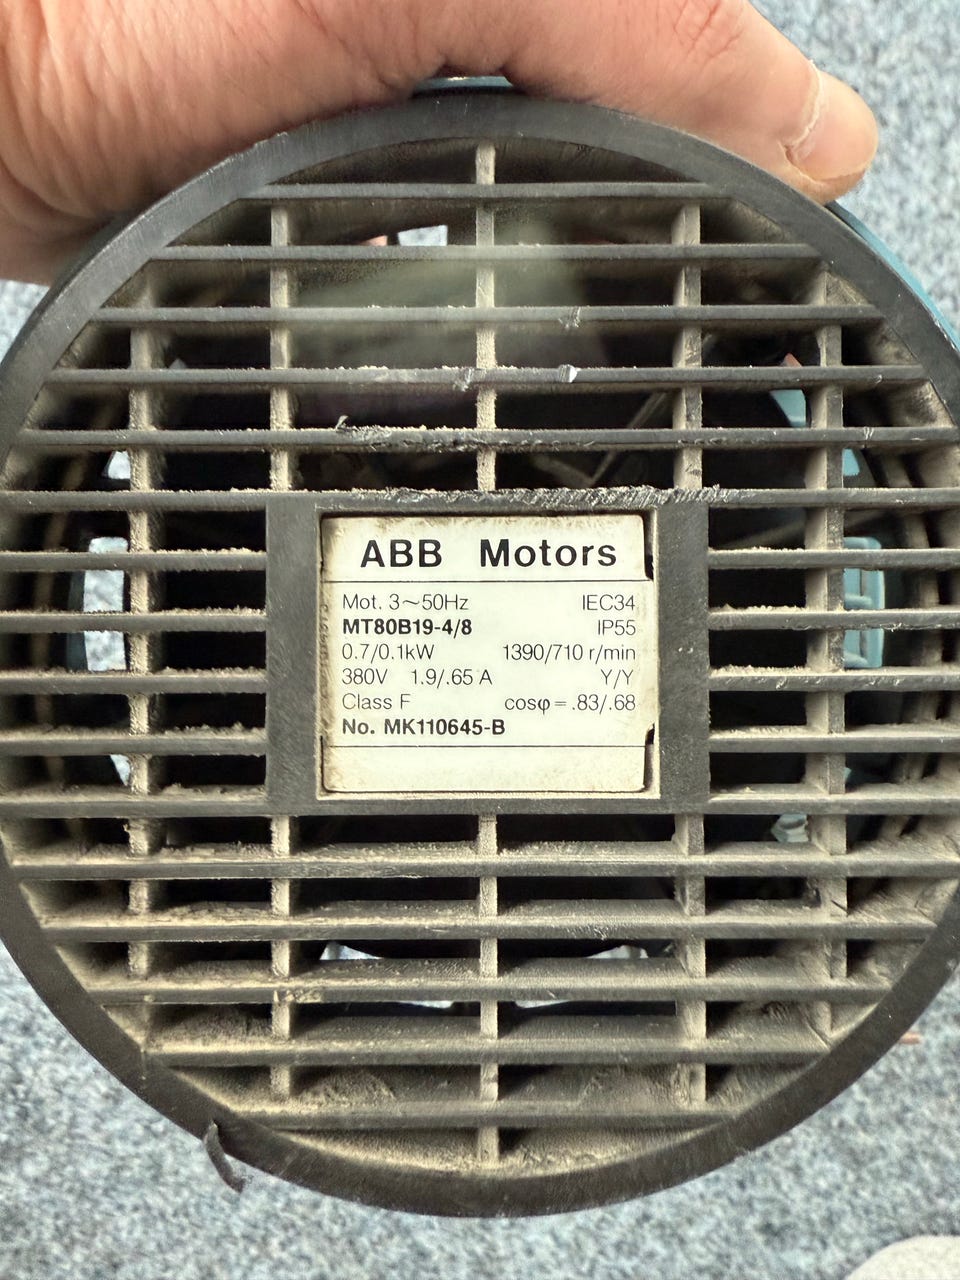 ABB Motors
Mot. 3~50Hz IEC34
MT80B19-4/8 IP55
0.7/0.1kW 1390/710 r/min
380V 1.9/.65 A Y/Y
Class F cosφ = .83/.68
No. MK110645-B